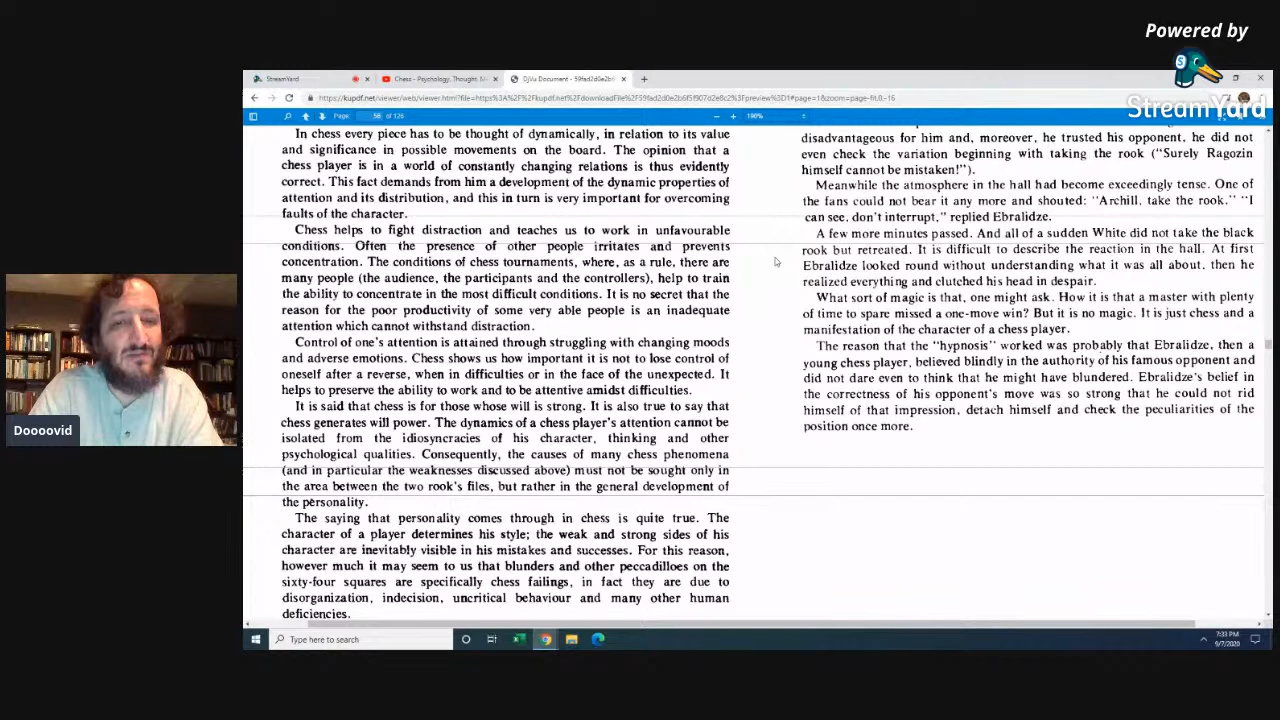 Powered by
StreamYard
StreamYard
Chess - Psychology, Thought
DjVu Document - 59fad2d0e2b
https://kupdf.net/viewer/web/viewer.html?file=
Page:
56
of 126
190%
In chess every piece has to be thought of dynamically, in relation to its value
and significance in possible movements on the board. The opinion that a
chess player is in a world of constantly changing relations is thus evidently
correct. This fact demands from him a development of the dynamic properties of
attention and its distribution, and this in turn is very important for overcoming
faults of the character.
Chess helps to fight distraction and teaches us to work in unfavourable
conditions. Often the presence of other people irritates and prevents
concentration. The conditions of chess tournaments, where, as a rule, there are
many people (the audience, the participants and the controllers), help to train
the ability to concentrate in the most difficult conditions. It is no secret that the
reason for the poor productivity of some very able people is an inadequate
attention which cannot withstand distraction.
Control of one's attention is attained through struggling with changing moods
and adverse emotions. Chess shows us how important it is not to lose control of
oneself after a reverse, when in difficulties or in the face of the unexpected. It
helps to preserve the ability to work and to be attentive amidst difficulties.
It is said that chess is for those whose will is strong. It is also true to say that
chess generates will power. The dynamics of a chess player's attention cannot be
isolated from the idiosyncracies of his character, thinking and other
psychological qualities. Consequently, the causes of many chess phenomena
(and in particular the weaknesses discussed above) must not be sought only in
the area between the two rook's files, but rather in the general development of
the personality.
The saying that personality comes through in chess is quite true. The
character of a player determines his style; the weak and strong sides of his
character are inevitably visible in his mistakes and successes. For this reason,
however much it may seem to us that blunders and other peccadilloes on the
sixty-four squares are specifically chess failings, in fact they are due to
disorganization, indecision, uncritical behaviour and many other human
deficiencies.
disadvantageous for him and, moreover, he trusted his opponent, he did not
even check the variation beginning with taking the rook ("Surely Ragozin
himself cannot be mistaken!").
Meanwhile the atmosphere in the hall had become exceedingly tense. One of
the fans could not bear it any more and shouted: "Archill, take the rook." "I
can see, don't interrupt," replied Ebralidze.
A few more minutes passed. And all of a sudden White did not take the black
rook but retreated. It is difficult to describe the reaction in the hall. At first
Ebralidze looked round without understanding what it was all about, then he
realized everything and clutched his head in despair.
What sort of magic is that, one might ask. How it is that a master with plenty
of time to spare missed a one-move win? But it is no magic. It is just chess and a
manifestation of the character of a chess player.
The reason that the "hypnosis" worked was probably that Ebralidze, then a
young chess player, believed blindly in the authority of his famous opponent and
did not dare even to think that he might have blundered. Ebralidze's belief in
the correctness of his opponent's move was so strong that he could not rid
himself of that impression, detach himself and check the peculiarities of the
position once more.
Doooovid
Type here to search
7:33 PM
9/7/2020